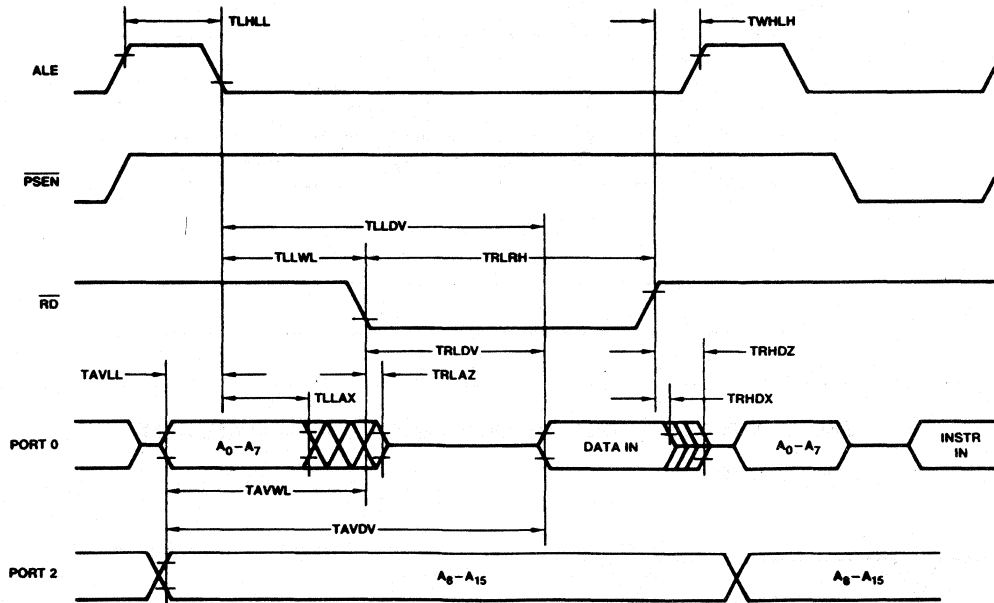 TLHLL
TWHLH
ALE
PSEN
TLLDV
TLLWL
TRLRH
RD
TRLDV
TRHDZ
TAVLL
TRLAZ
TLLAX
TRHDX
PORT 0
A₀–A₇
DATA IN
A₀–A₇
INSTR
IN
TAVWL
TAVDV
PORT 2
A₈–A₁₅
A₈–A₁₅